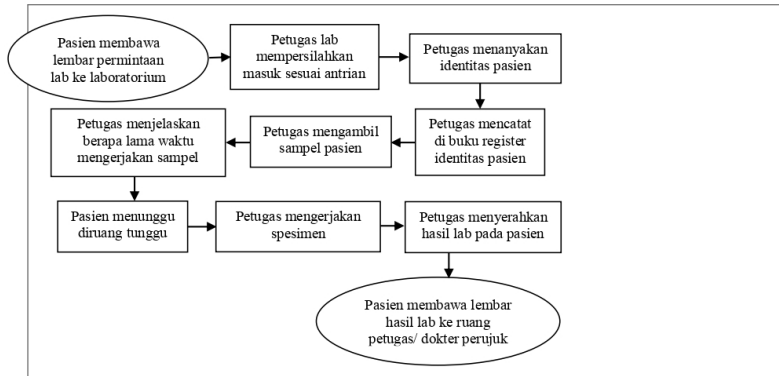 Pasien membawa
lembar permintaan
lab ke laboratorium
Petugas lab
mempersilahkan
masuk sesuai antrian
Petugas menanyakan
identitas pasien
Petugas mencatat
di buku register
identitas pasien
Petugas mengambil
sampel pasien
Petugas menjelaskan
berapa lama waktu
mengerjakan sampel
Pasien menunggu
diruang tunggu
Petugas mengerjakan
spesimen
Petugas menyerahkan
hasil lab pada pasien
Pasien membawa lembar
hasil lab ke ruang
petugas/ dokter perujuk